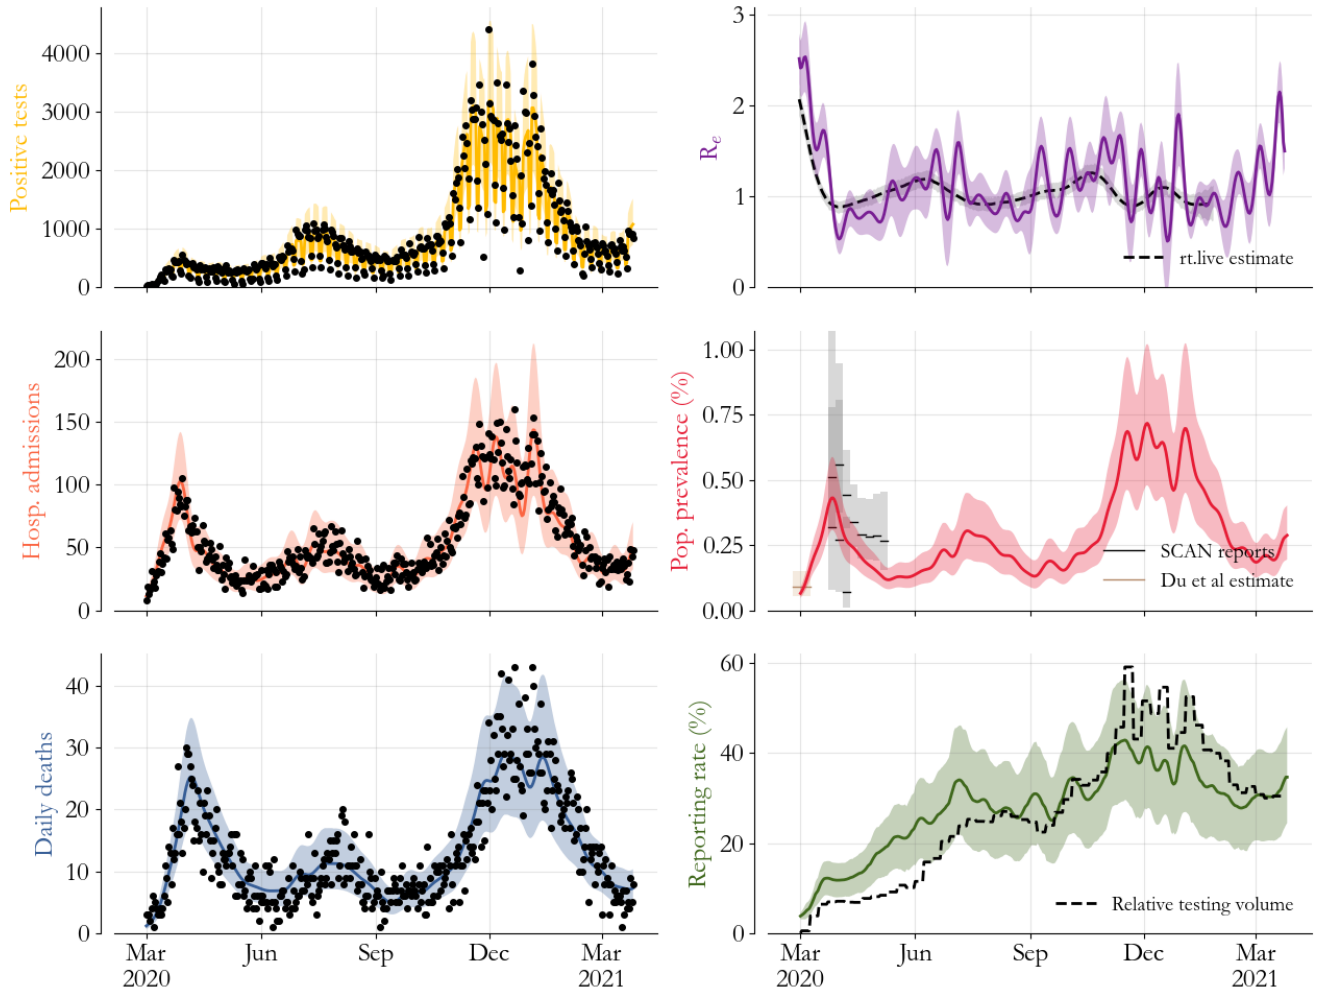 Positive tests
4000
3000
2000
1000
0
R_e
3
2
1
0
rt.live estimate
Hosp. admissions
200
150
100
50
0
Pop. prevalence (%)
1.00
0.75
0.50
0.25
0.00
SCAN reports
Du et al estimate
Daily deaths
40
30
20
10
0
Mar
2020
Jun
Sep
Dec
Mar
2021
Reporting rate (%)
60
40
20
0
Relative testing volume
Mar
2020
Jun
Sep
Dec
Mar
2021